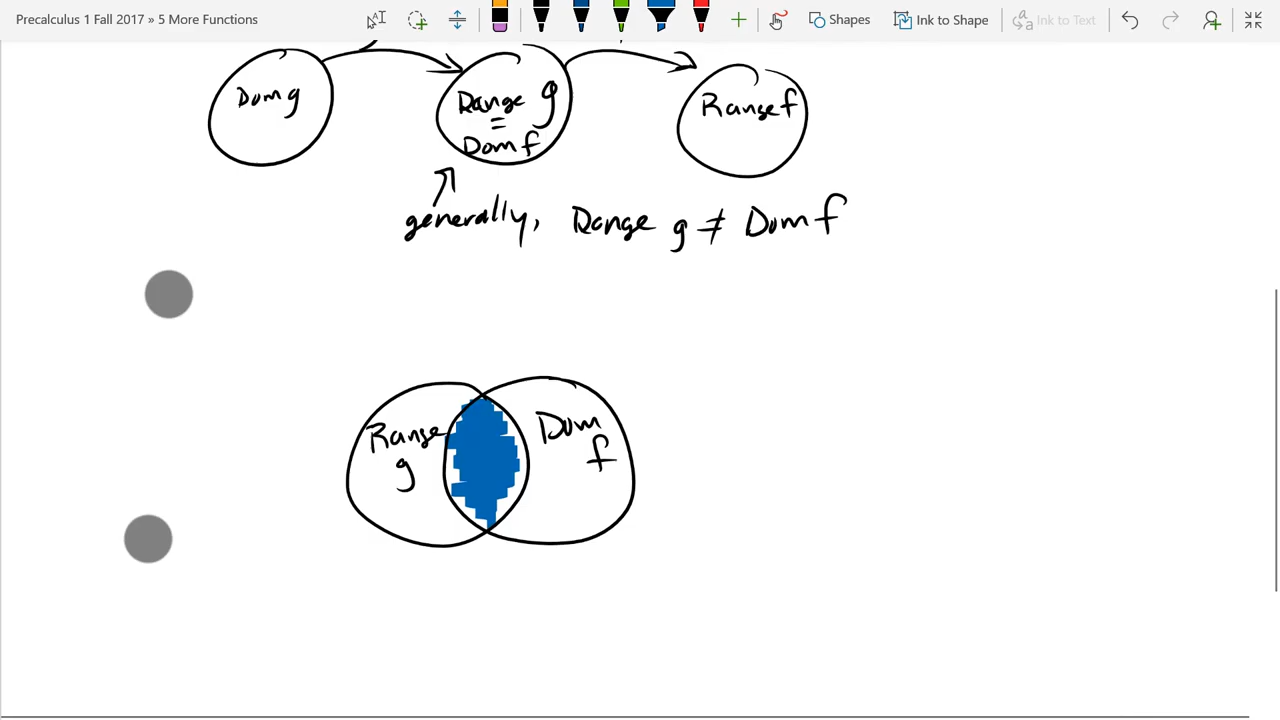 Precalculus 1 Fall 2017 » 5 More Functions
Shapes
Ink to Shape
Ink to Text
Dom g
Range g
=
Dom f
Range f
generally, Range g ≠ Dom f
Range
g
Dom
f